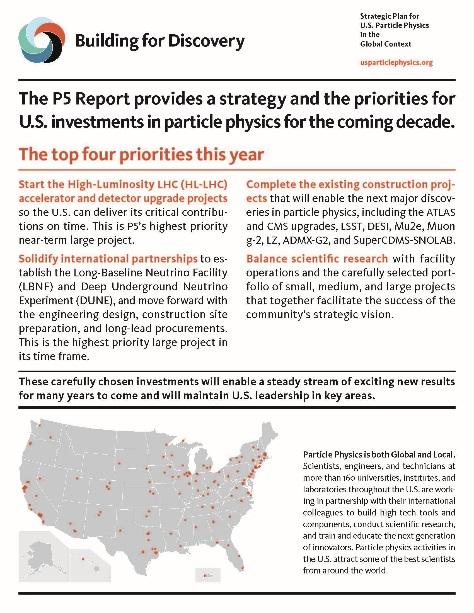 Building for Discovery
Strategic Plan for
U.S. Particle Physics
in the
Global Context
usparticlephysics.org
The P5 Report provides a strategy and the priorities for
U.S. investments in particle physics for the coming decade.
The top four priorities this year
Start the High-Luminosity LHC (HL-LHC)
accelerator and detector upgrade projects
so the U.S. can deliver its critical contribu-
tions on time. This is P5's highest priority
near-term large project.
Solidify international partnerships to es-
tablish the Long-Baseline Neutrino Facility
(LBNF) and Deep Underground Neutrino
Experiment (DUNE), and move forward with
the engineering design, construction site
preparation, and long-lead procurements.
This is the highest priority large project in
its time frame.
Complete the existing construction proj-
ects that will enable the next major discov-
eries in particle physics, including the ATLAS
and CMS upgrades, LSST, DESI, Mu2e, Muon
g-2, LZ, ADMX-G2, and SuperCDMS-SNOLAB.
Balance scientific research with facility
operations and the carefully selected port-
folio of small, medium, and large projects
that together facilitate the success of the
community's strategic vision.
These carefully chosen investments will enable a steady stream of exciting new results
for many years to come and will maintain U.S. leadership in key areas.
Particle Physics is both Global and Local.
Scientists, engineers, and technicians at
more than 160 universities, institutes, and
laboratories throughout the U.S. are work-
ing in partnership with their international
colleagues to build high tech tools and
components, conduct scientific research,
and train and educate the next generation
of innovators. Particle physics activities in
the U.S. attract some of the best scientists
from around the world.